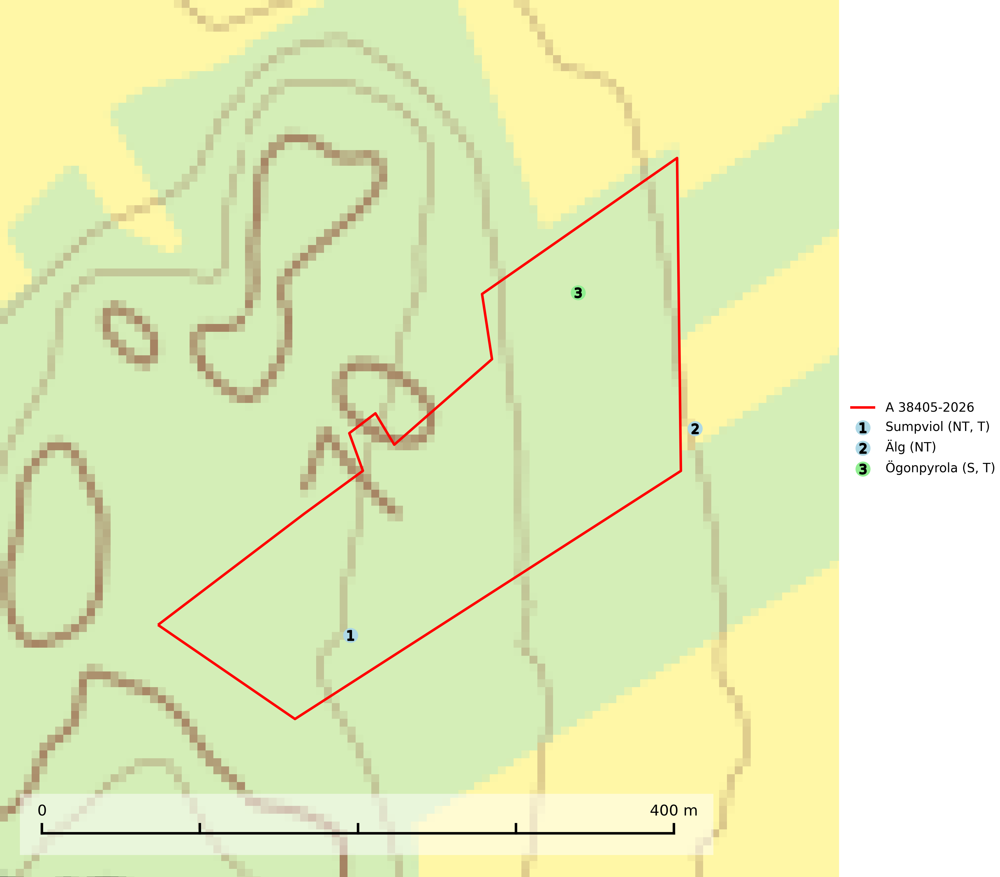 3
2
1
A 38405-2026
1 Sumpviol (NT, T)
2 Älg (NT)
3 Ögonpyrola (S, T)
0 400 m